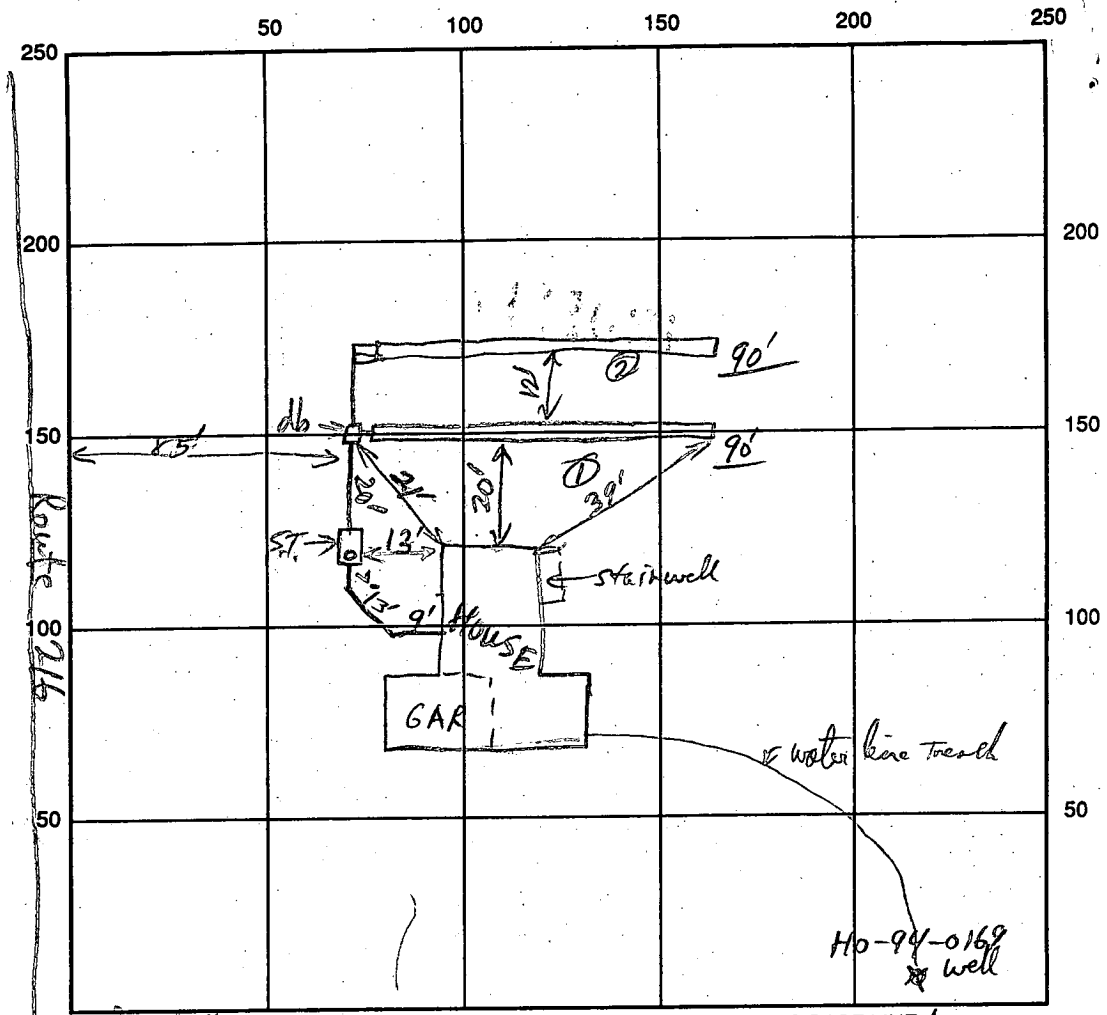 50 100 150 200 250
250
200 200
90'
②
12'
db
150 150
85'
90'
①
20' 21' 20' 39'
S.T. 13'
stairwell
13' 9' HOUSE
100 100
Route 216
GAR
water line Trench
50 50
HO-94-0169
well